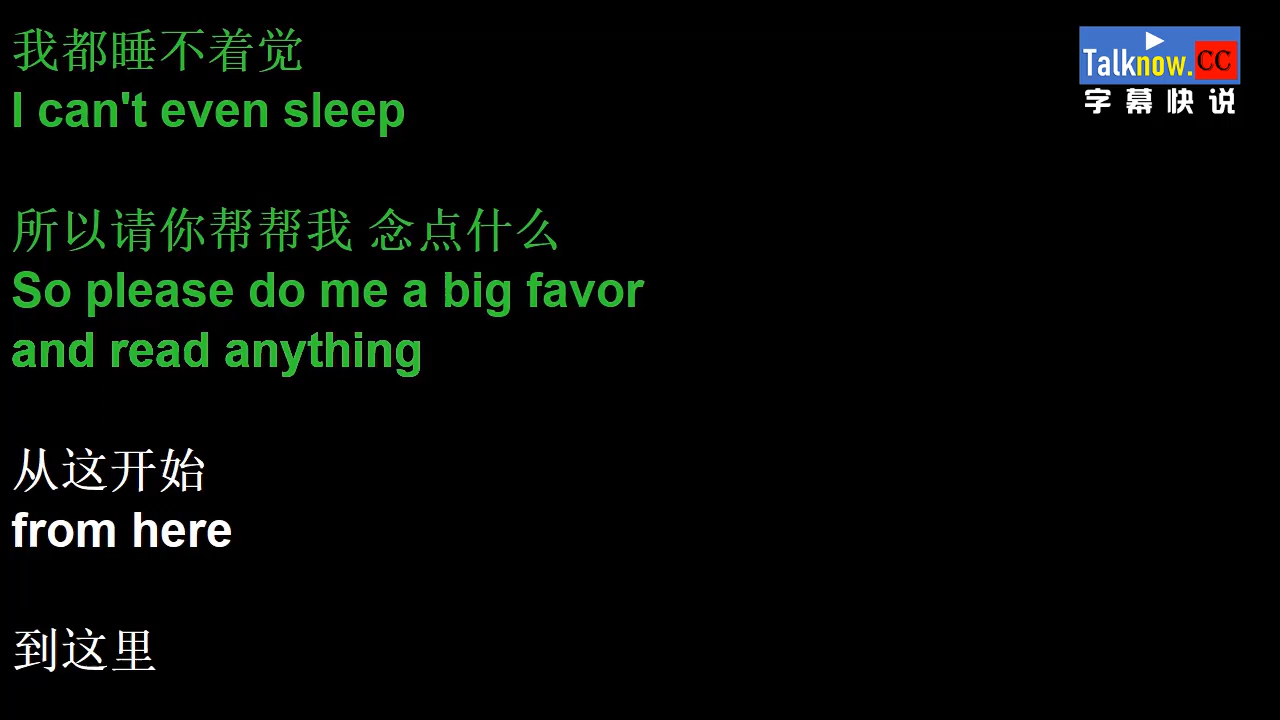 我都睡不着觉
I can't even sleep
所以请你帮帮我 念点什么
So please do me a big favor
and read anything
从这开始
from here
到这里
Talknow.CC
字幕快说